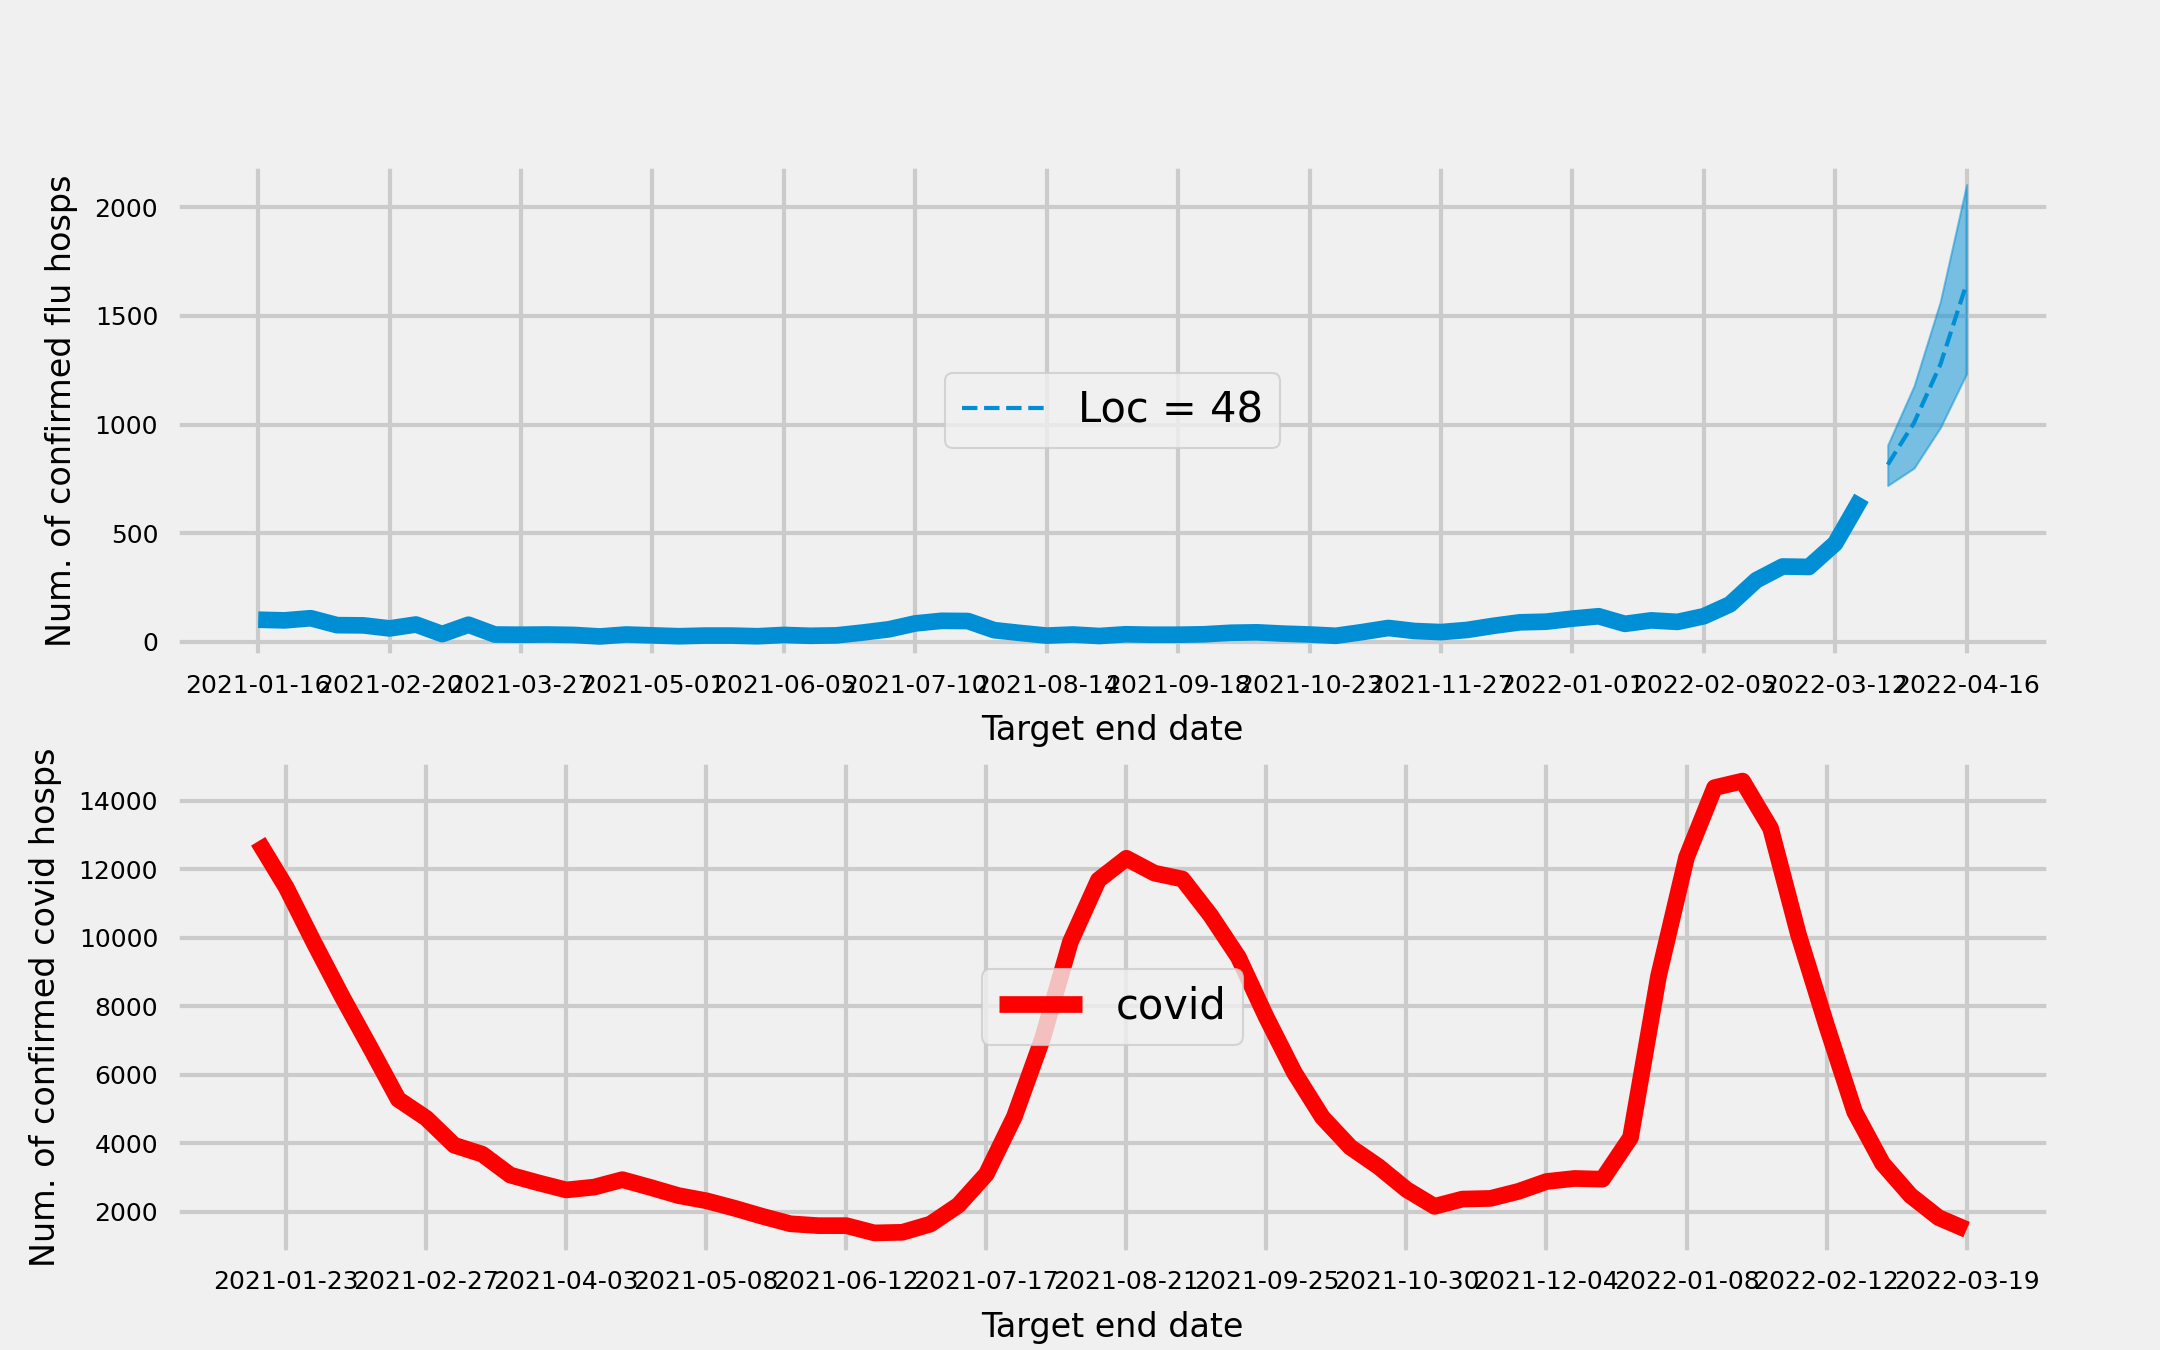 Num. of confirmed flu hosps
2000
1500
1000
500
0
Loc = 48
2021-01-16 2021-02-20 2021-03-27 2021-05-01 2021-06-05 2021-07-10 2021-08-14 2021-09-18 2021-10-23 2021-11-27 2022-01-01 2022-02-05 2022-03-12 2022-04-16
Target end date
Num. of confirmed covid hosps
14000
12000
10000
8000
6000
4000
2000
covid
2021-01-23 2021-02-27 2021-04-03 2021-05-08 2021-06-12 2021-07-17 2021-08-21 2021-09-25 2021-10-30 2021-12-04 2022-01-08 2022-02-12 2022-03-19
Target end date